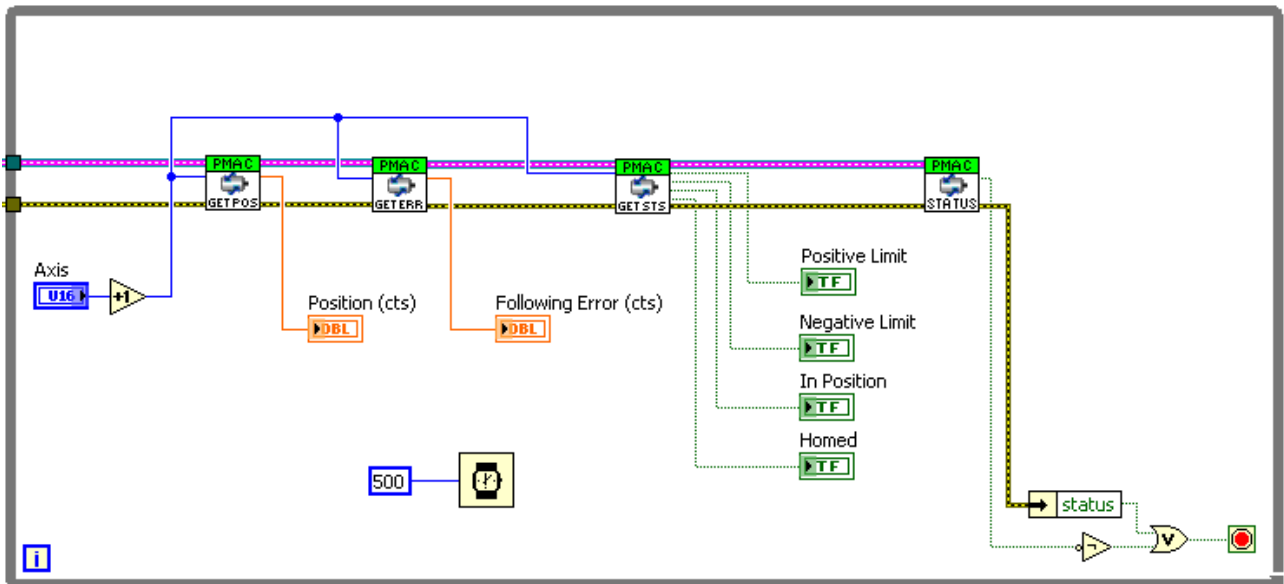 PMAC
GETPOS
PMAC
GETERR
PMAC
GETSTS
PMAC
STATUS
Axis
U16
+1
Position (cts)
DBL
Following Error (cts)
DBL
Positive Limit
TF
Negative Limit
TF
In Position
TF
Homed
TF
500
status
V
i